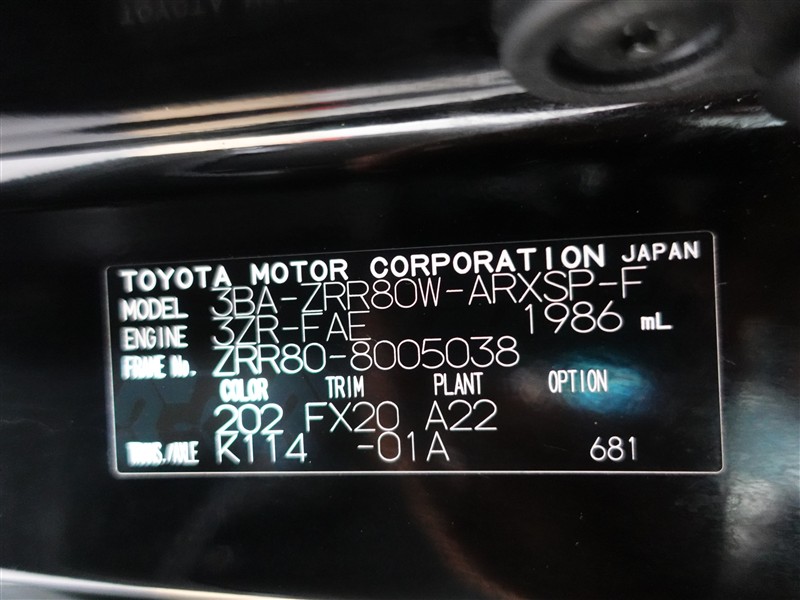 TOYOTA MOTOR CORPORATION JAPAN
MODEL 3BA-ZRR80W-ARXSP-F
ENGINE 3ZR-FAE 1986 mL
FRAME No. ZRR80-8005038
COLOR TRIM PLANT OPTION
202 FX20 A22
TRANS./AXLE K114 -01A 681